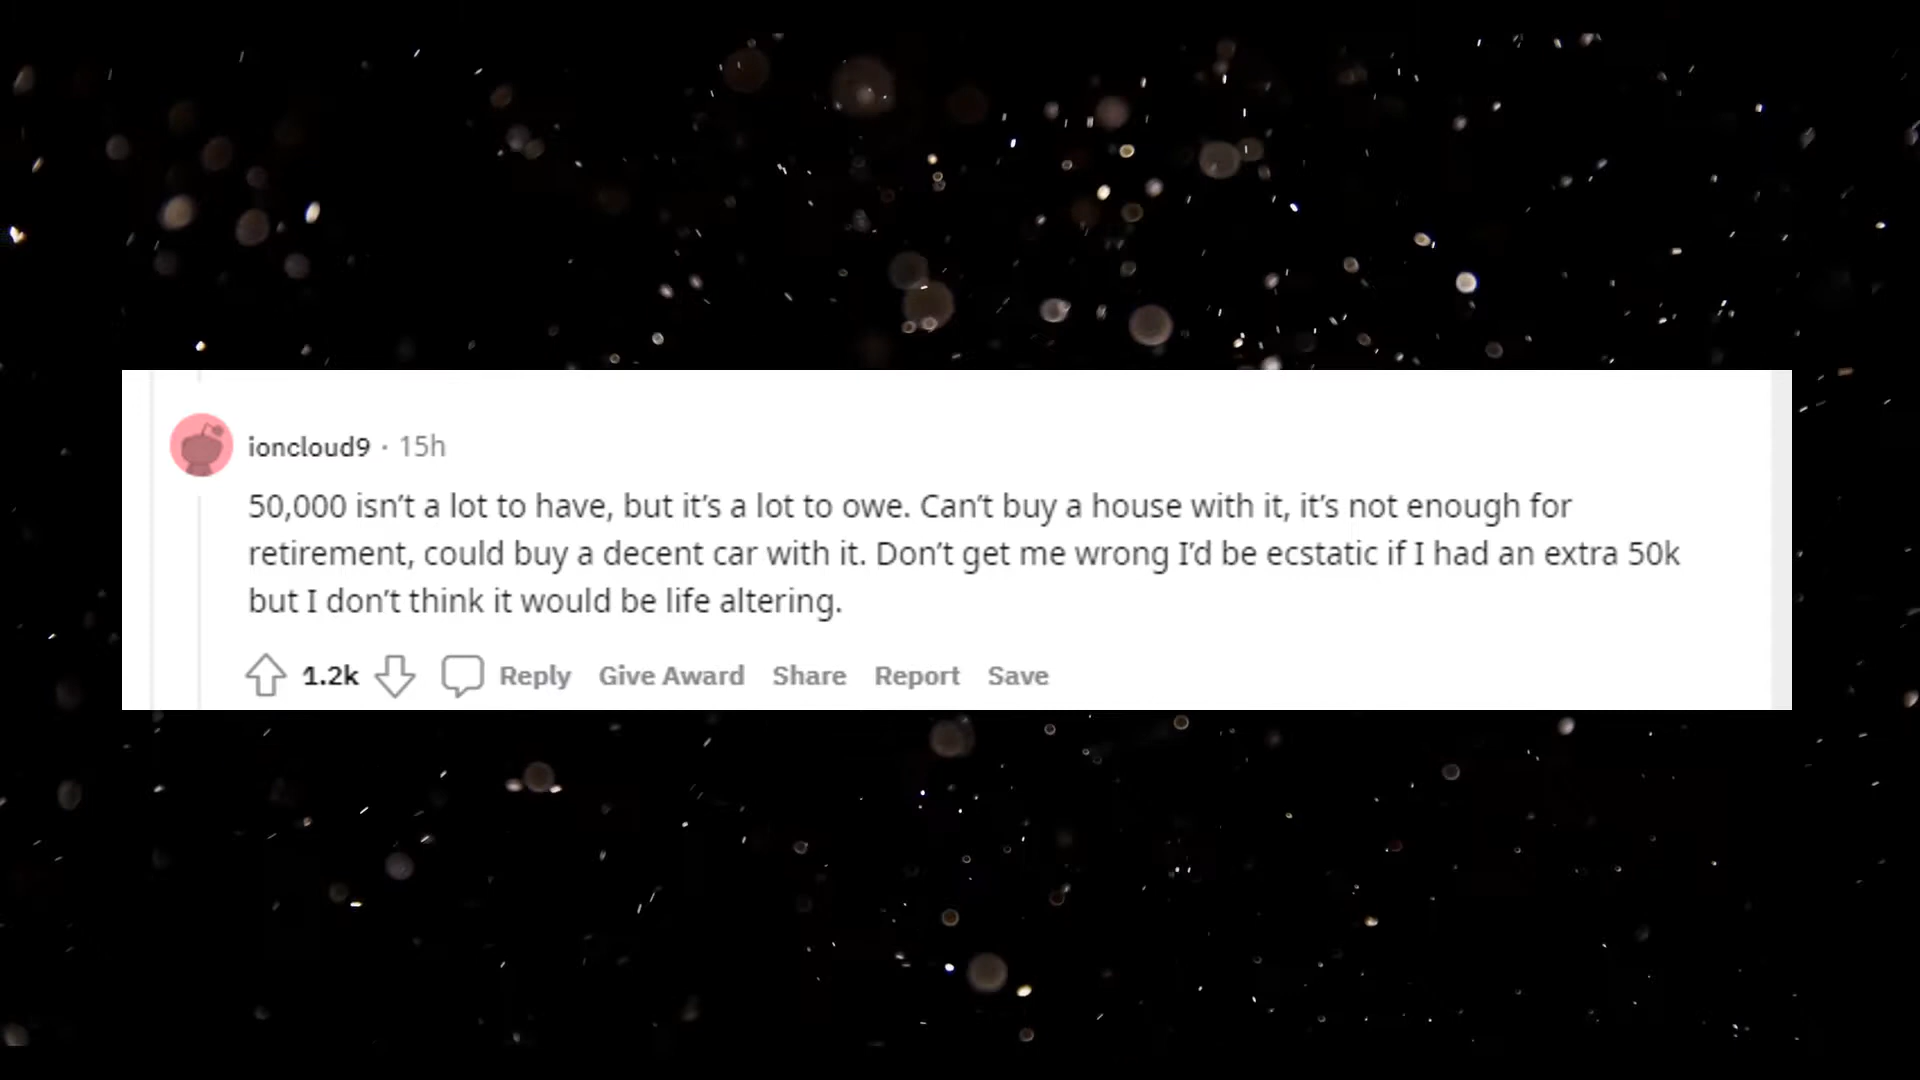 ioncloud9 · 15h
50,000 isn’t a lot to have, but it’s a lot to owe. Can’t buy a house with it, it’s not enough for
retirement, could buy a decent car with it. Don’t get me wrong I’d be ecstatic if I had an extra 50k
but I don’t think it would be life altering.
1.2k Reply Give Award Share Report Save